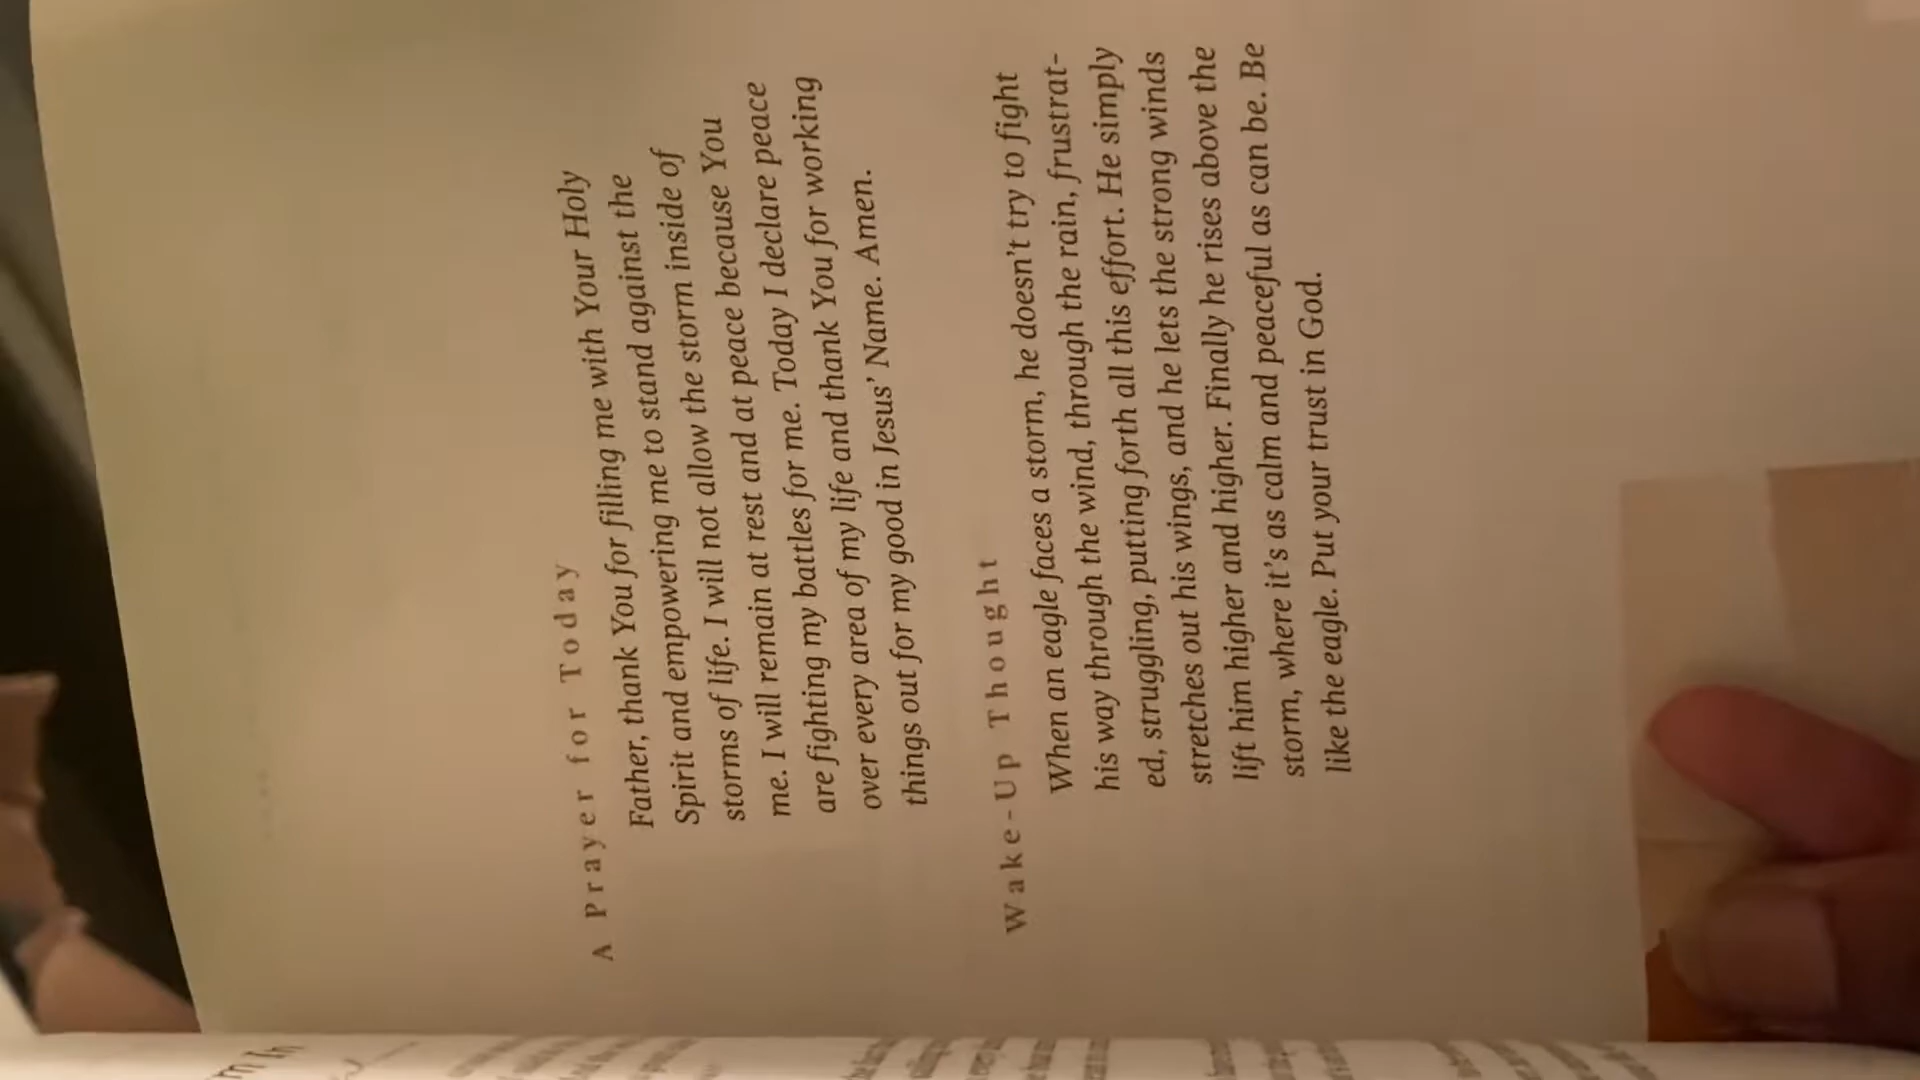 A Prayer for Today
Father, thank You for filling me with Your Holy
Spirit and empowering me to stand against the
storms of life. I will not allow the storm inside of
me. I will remain at rest and at peace because You
are fighting my battles for me. Today I declare peace
over every area of my life and thank You for working
things out for my good in Jesus' Name. Amen.
Wake-Up Thought
When an eagle faces a storm, he doesn't try to fight
his way through the wind, through the rain, frustrat-
ed, struggling, putting forth all this effort. He simply
stretches out his wings, and he lets the strong winds
lift him higher and higher. Finally he rises above the
storm, where it's as calm and peaceful as can be. Be
like the eagle. Put your trust in God.